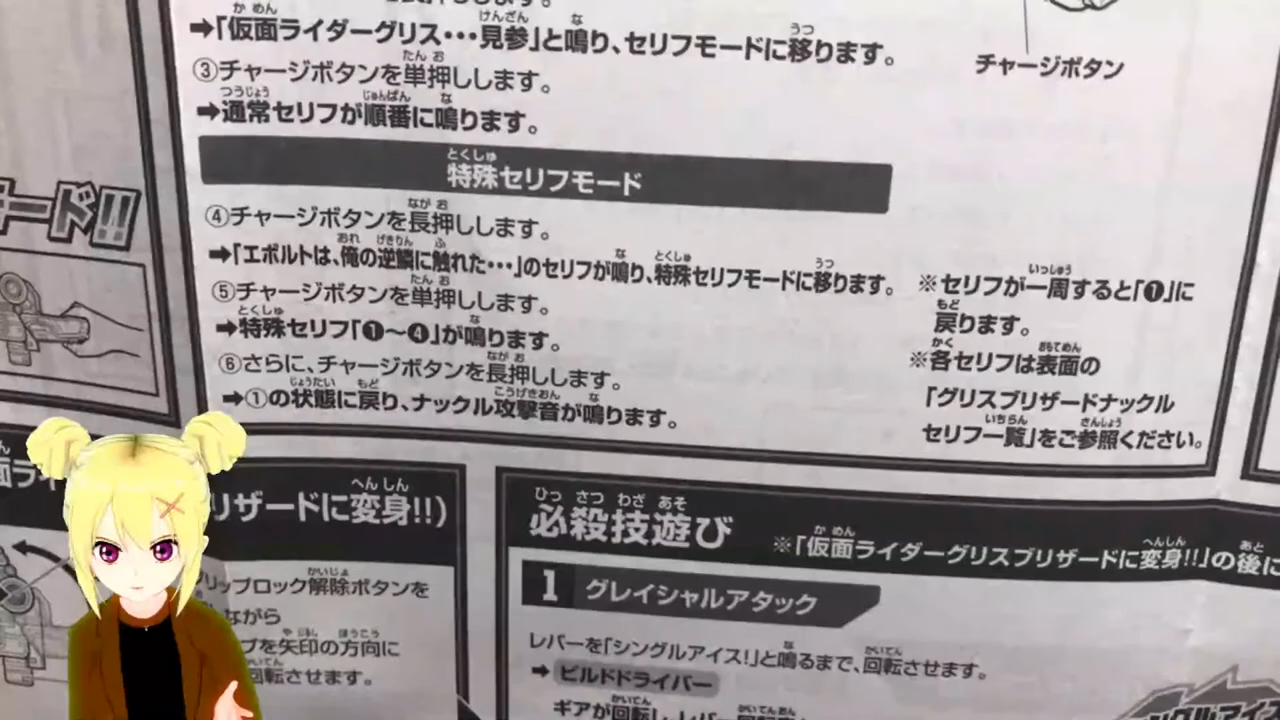 ➡「仮面ライダーグリス・・・見参」と鳴り、セリフモードに移ります。
チャージボタン
③チャージボタンを単押しします。
➡通常セリフが順番に鳴ります。
特殊セリフモード
④チャージボタンを長押しします。
➡「エボルトは、俺の逆鱗に触れた・・・」のセリフが鳴り、特殊セリフモードに移ります。
⑤チャージボタンを単押しします。
➡特殊セリフ「❶〜❹」が鳴ります。
⑥さらに、チャージボタンを長押しします。
➡①の状態に戻り、ナックル攻撃音が鳴ります。
※セリフが一周すると「❶」に
戻ります。
※各セリフは表面の
「グリスブリザードナックル
セリフ一覧」をご参照ください。
ード!!
リザードに変身!!)
リップロック解除ボタンを
ながら
ブを矢印の方向に
回転させます。
必殺技遊び
※「仮面ライダーグリスブリザードに変身!!」の後に
1 グレイシャルアタック
レバーを「シングルアイス!」と鳴るまで、回転させます。
➡ビルドドライバー
ギアが回転し、レバー